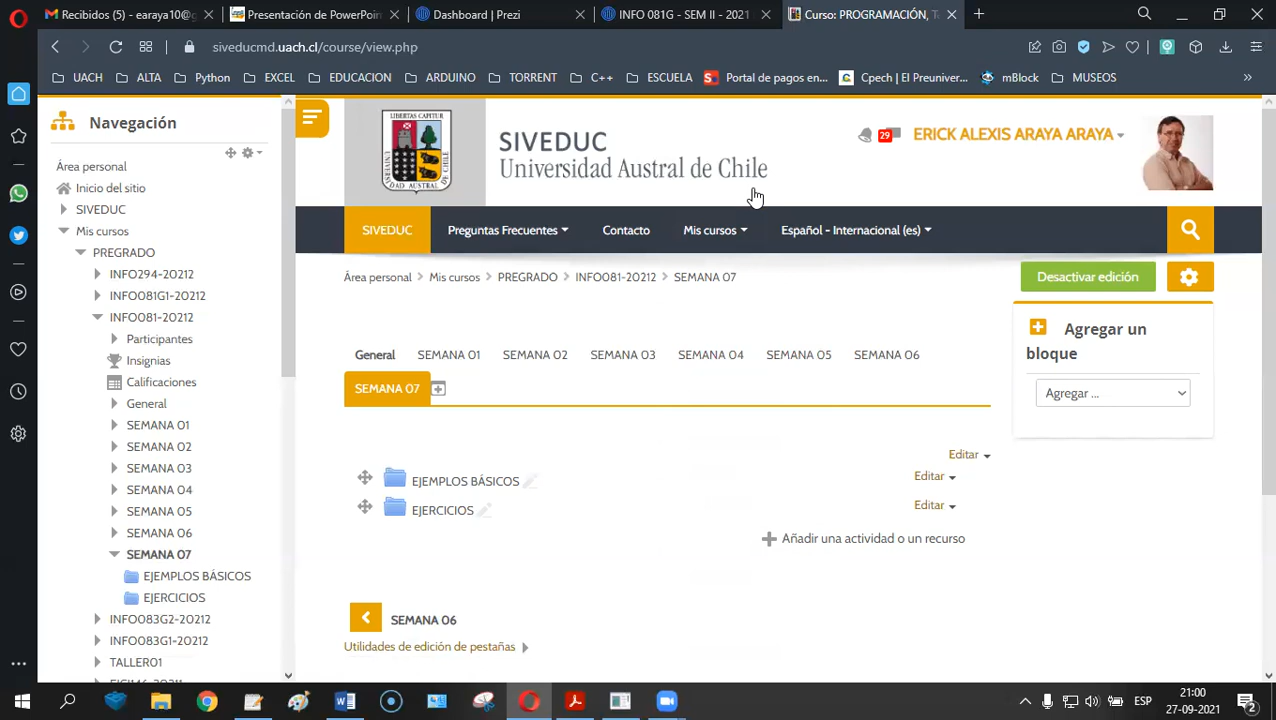 Recibidos (6) - earaya10@g
Presentación de PowerPoin
Dasboard | Prezi
INFO 081G - SEM II - 2021
Curso: PROGRAMACIÓN, Ta
siveducmd.uach.cl/course/view.php
UACH
ALTA
Python
EXCEL
EDUCACION
ARDUINO
TORRENT
C++
ESCUELA
Portal de pagos en...
Cpech | El Preuniver...
mBlock
MUSEOS
»
Navegación
Área personal
Inicio del sitio
SIVEDUC
Mis cursos
PREGRADO
INFO294-20212
INFO081G1-20212
INFO081-20212
Participantes
Insignias
Calificaciones
General
SEMANA 01
SEMANA 02
SEMANA 03
SEMANA 04
SEMANA 05
SEMANA 06
SEMANA 07
EJEMPLOS BÁSICOS
EJERCICIOS
INFO083G2-20212
INFO083G1-20212
TALLER01
LIBERTAS CAPITUR
SIVEDUC
Universidad Austral de Chile
29
ERICK ALEXIS ARAYA ARAYA
SIVEDUC
Preguntas Frecuentes
Contacto
Mis cursos
Español - Internacional (es)
Área personal
Mis cursos
PREGRADO
INFO081-20212
SEMANA 07
Desactivar edición
General
SEMANA 01
SEMANA 02
SEMANA 03
SEMANA 04
SEMANA 05
SEMANA 06
SEMANA 07
Editar
EJEMPLOS BÁSICOS
Editar
EJERCICIOS
Editar
Añadir una actividad o un recurso
SEMANA 06
Utilidades de edición de pestañas
Agregar un
bloque
Agregar ...
ESP
21:00
27-09-2021
2